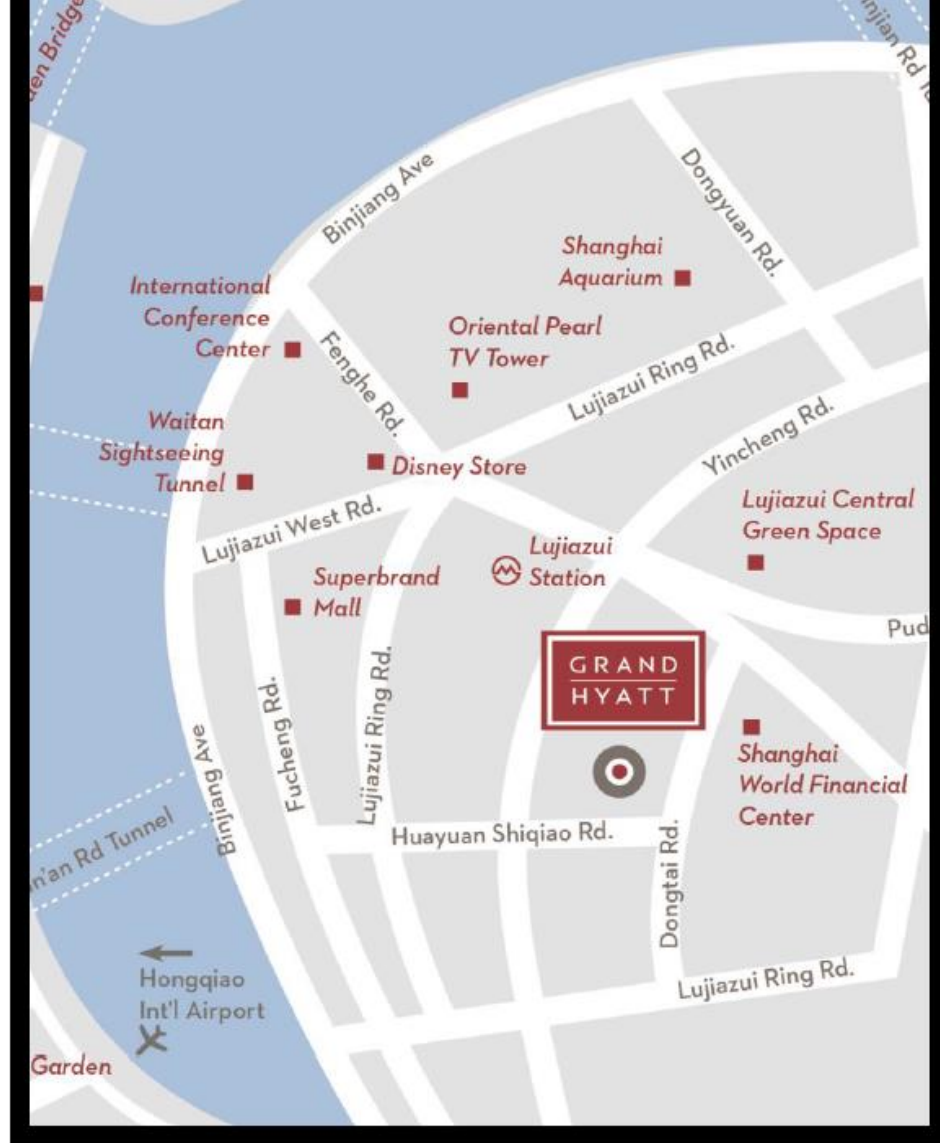 Binjiang Ave
Dongyuan Rd.
Shanghai
Aquarium
International
Conference
Center
Oriental Pearl
TV Tower
Fenghe Rd.
Lujiazui Ring Rd.
Waitan
Sightseeing
Tunnel
Disney Store
Yincheng Rd.
Lujiazui West Rd.
Lujiazui Central
Green Space
Lujiazui
Station
Superbrand
Mall
GRAND
HYATT
Lujiazui Ring Rd.
Fucheng Rd.
Binjiang Ave
Shanghai
World Financial
Center
Huayuan Shiqiao Rd.
Dongtai Rd.
Rd Tunnel
Lujiazui Ring Rd.
Hongqiao
Int'l Airport
Garden